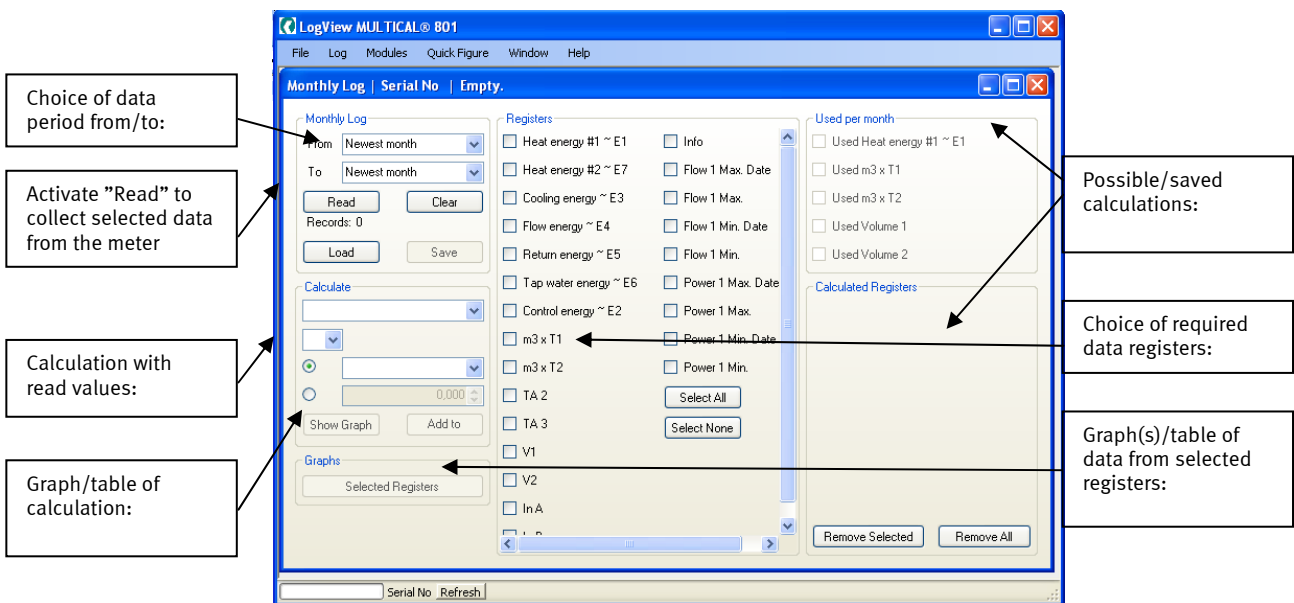 LogView MULTICAL® 801
File Log Modules Quick Figure Window Help
Monthly Log | Serial No | Empty.
Choice of data
period from/to:
Activate ”Read” to
collect selected data
from the meter
Calculation with
read values:
Graph/table of
calculation:
Monthly Log
From Newest month
To Newest month
Read Clear
Records: 0
Load Save
Calculate
0,000
Show Graph Add to
Graphs
Selected Registers
Registers
Heat energy #1 ~ E1
Heat energy #2 ~ E7
Cooling energy ~ E3
Flow energy ~ E4
Return energy ~ E5
Tap water energy ~ E6
Control energy ~ E2
m3 x T1
m3 x T2
TA 2
TA 3
V1
V2
In A
Info
Flow 1 Max. Date
Flow 1 Max.
Flow 1 Min. Date
Flow 1 Min.
Power 1 Max. Date
Power 1 Max.
Power 1 Min. Date
Power 1 Min.
Select All
Select None
Used per month
Used Heat energy #1 ~ E1
Used m3 x T1
Used m3 x T2
Used Volume 1
Used Volume 2
Calculated Registers
Remove Selected Remove All
Possible/saved
calculations:
Choice of required
data registers:
Graph(s)/table of
data from selected
registers:
Serial No Refresh